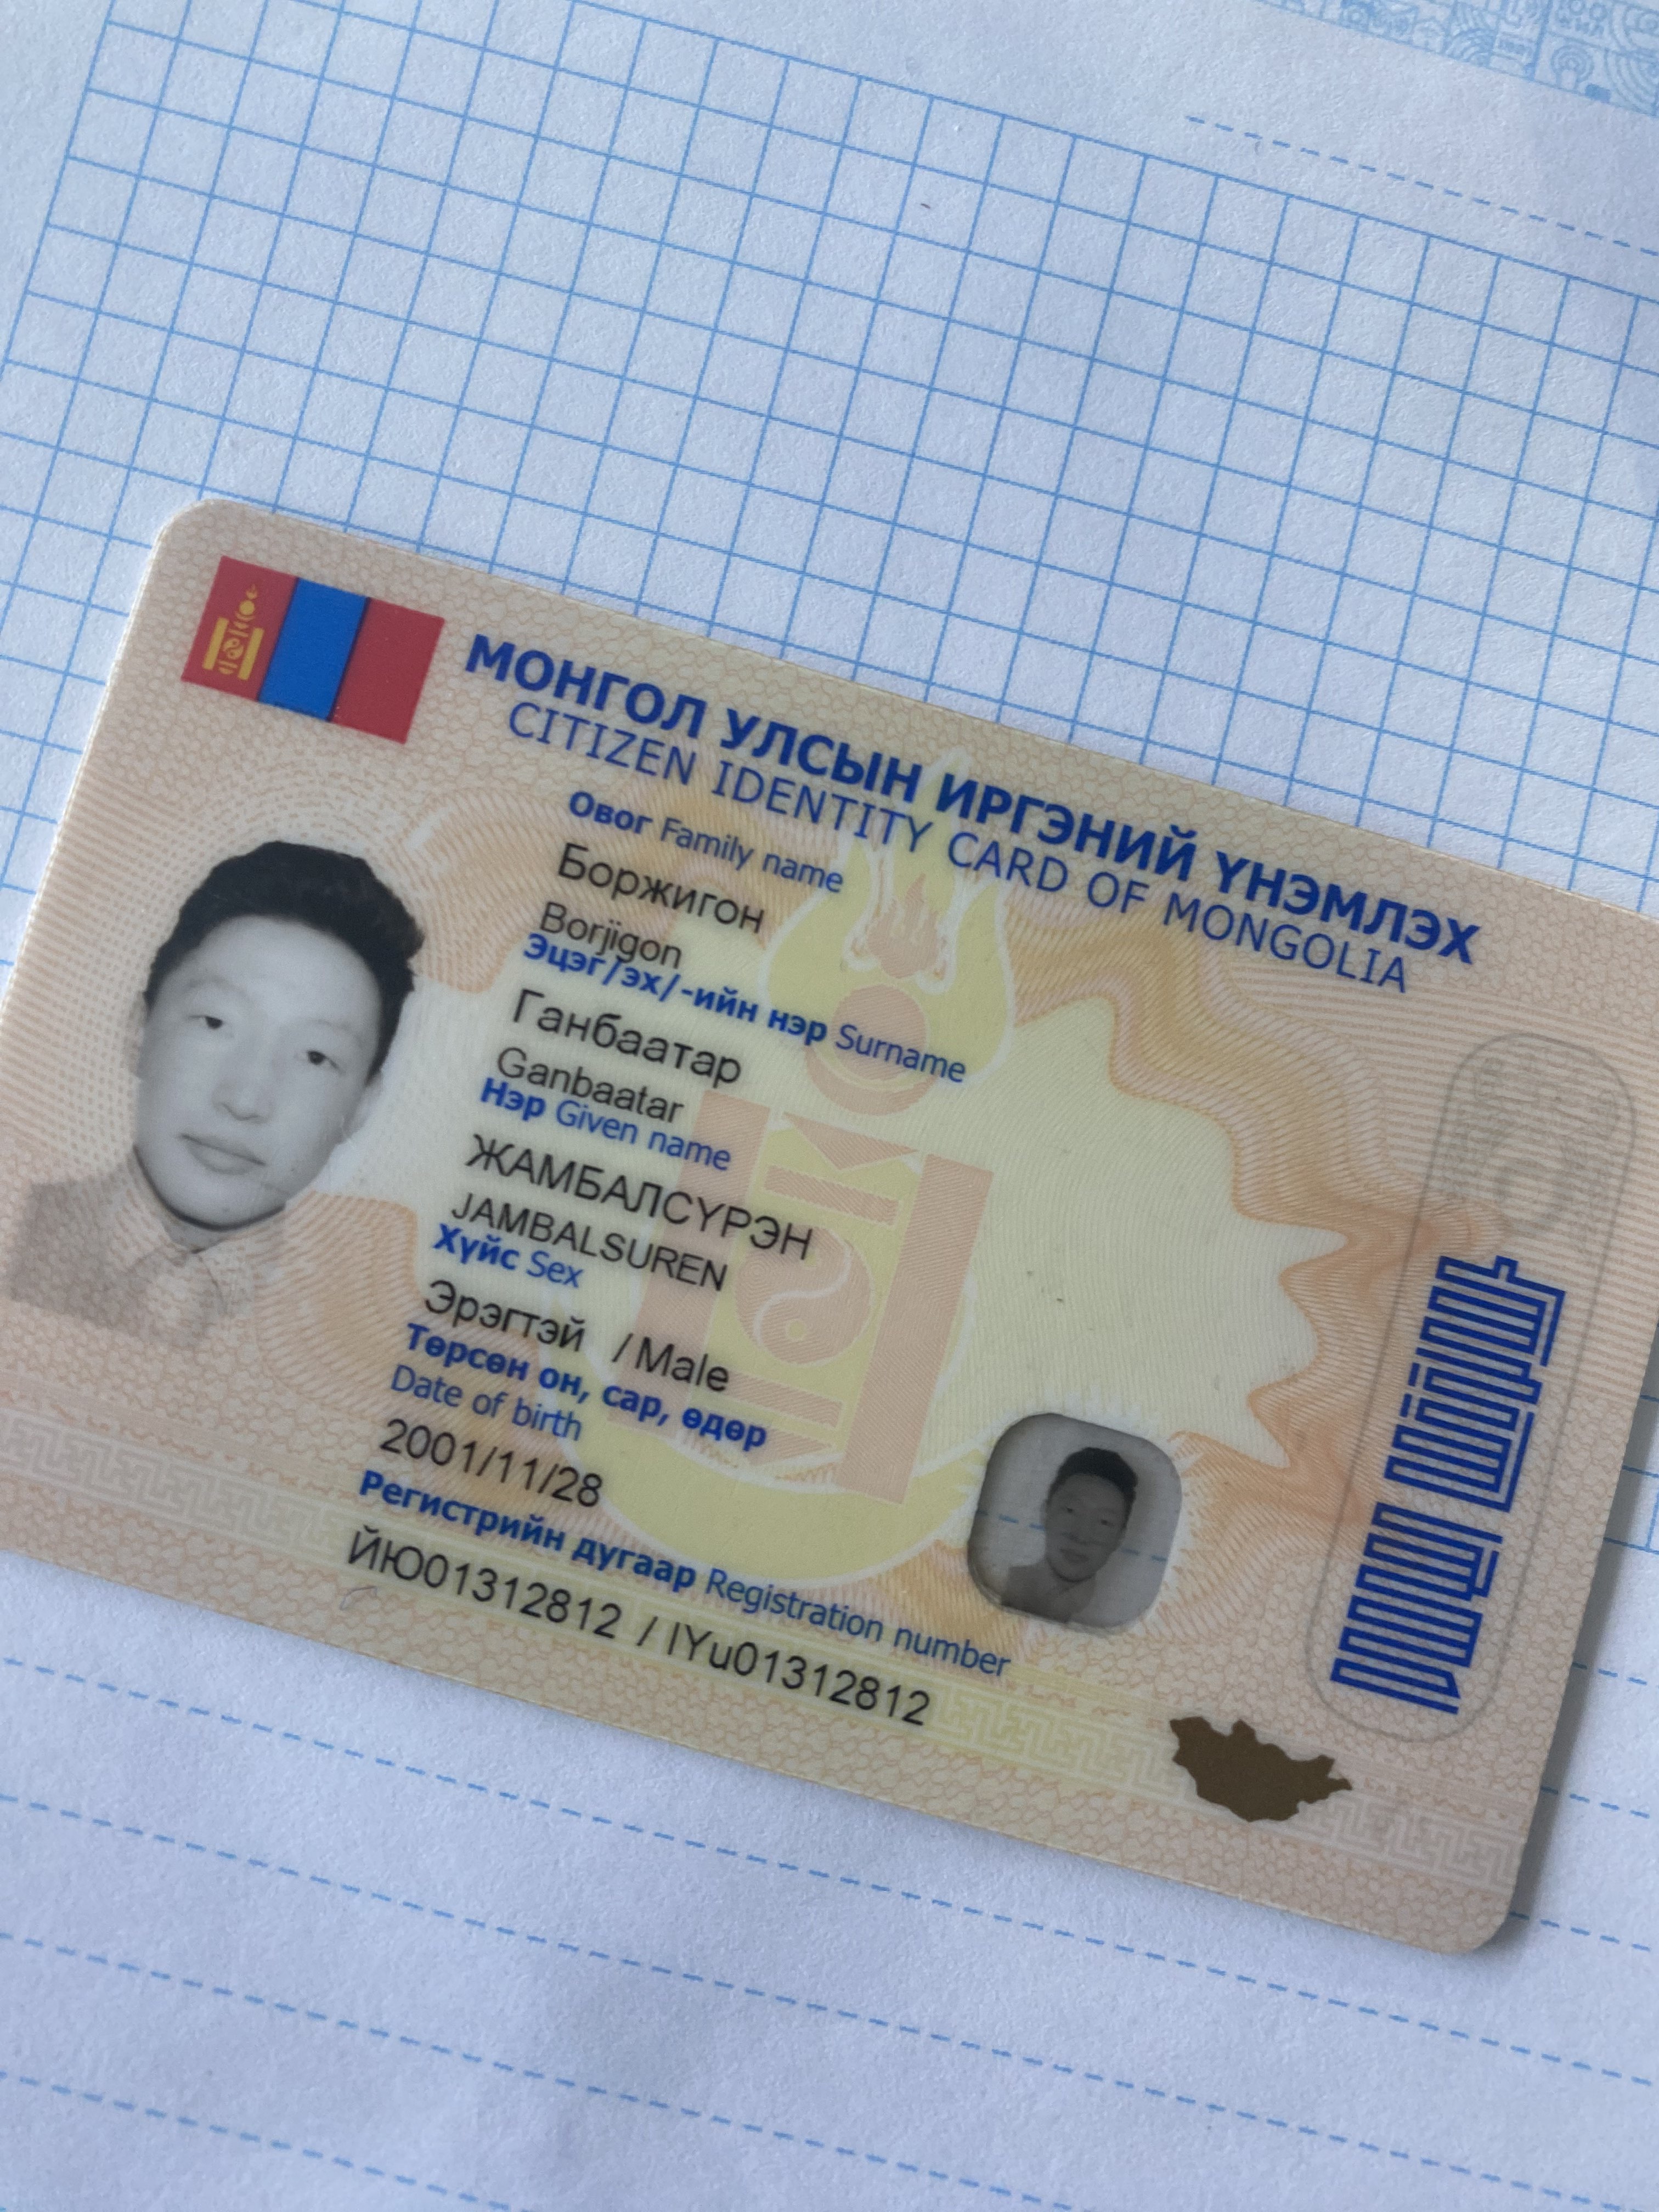 МОНГОЛ УЛСЫН ИРГЭНИЙ ҮНЭМЛЭХ
CITIZEN IDENTITY CARD OF MONGOLIA
Овог Family name
Боржигон
Borjigon
Эцэг/эх/-ийн нэр Surname
Ганбаатар
Ganbaatar
Нэр Given name
ЖАМБАЛСҮРЭН
JAMBALSUREN
Хүйс Sex
Эрэгтэй / Male
Төрсөн он, сар, өдөр
Date of birth
2001/11/28
Регистрийн дугаар Registration number
ЙЮ01312812 / IYu01312812